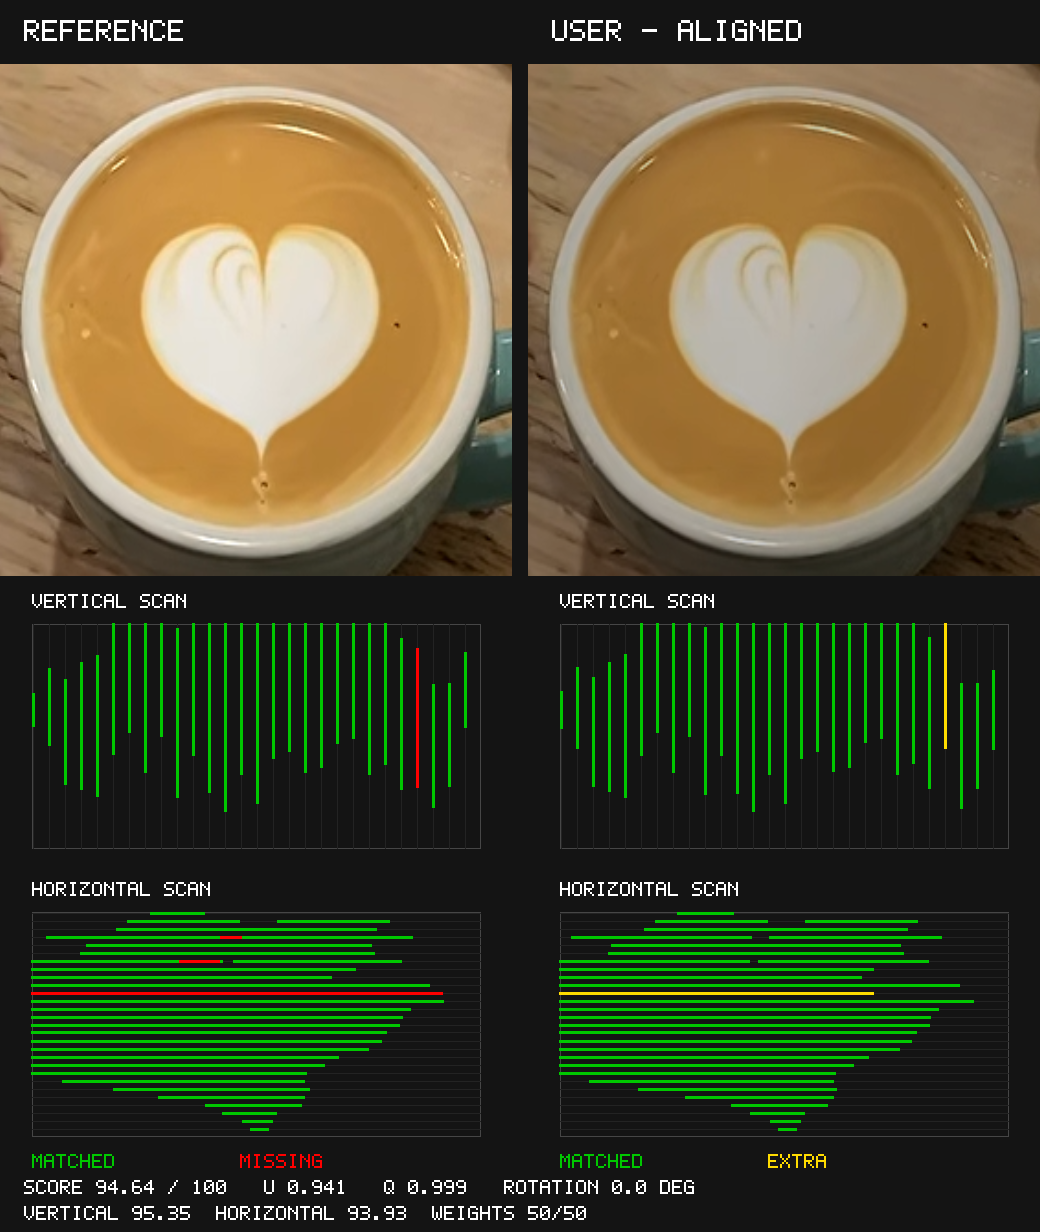 REFERENCE
USER - ALIGNED
VERTICAL SCAN
VERTICAL SCAN
HORIZONTAL SCAN
HORIZONTAL SCAN
MATCHED MISSING
MATCHED EXTRA
SCORE 94.64 / 100 U 0.941 Q 0.999 ROTATION 0.0 DEG
VERTICAL 95.35 HORIZONTAL 93.93 WEIGHTS 50/50